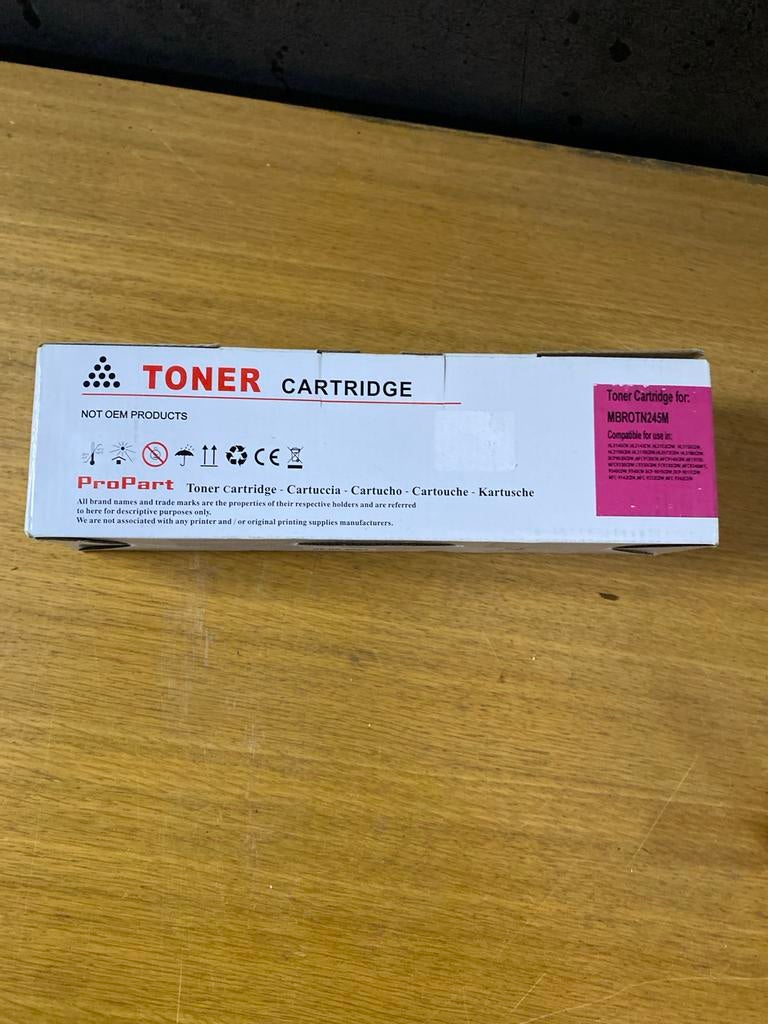 TONER CARTRIDGE
NOT OEM PRODUCTS
CE
ProPart Toner Cartridge - Cartuccia - Cartucho - Cartouche - Kartusche
All brand names and trade marks are the properties of their respective holders and are referred
to here for descriptive purposes only.
We are not associated with any printer and / or original printing supplies manufacturers.
Toner Cartridge for:
MBROTN245M
Compatible for use in: